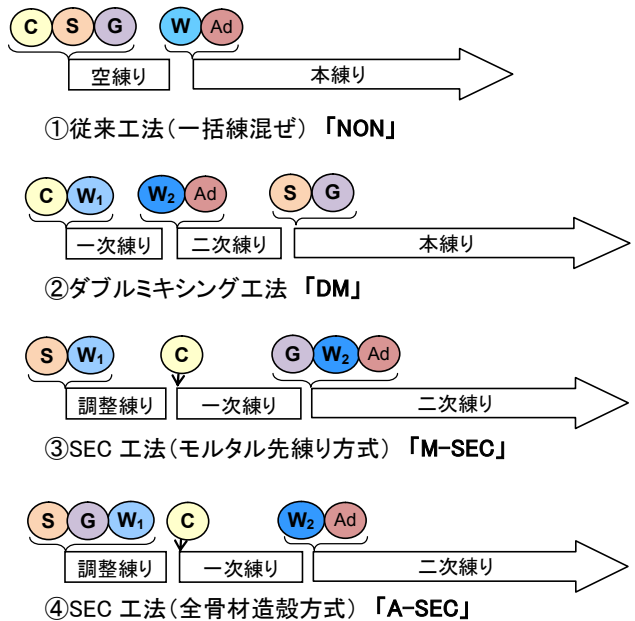 C S G W Ad
空練り 本練り
①従来工法(一括練混ぜ) 「NON」
C W₁ W₂ Ad S G
一次練り 二次練り 本練り
②ダブルミキシング工法 「DM」
S W₁ C G W₂ Ad
調整練り 一次練り 二次練り
③SEC 工法(モルタル先練り方式) 「M-SEC」
S G W₁ C W₂ Ad
調整練り 一次練り 二次練り
④SEC 工法(全骨材造殻方式) 「A-SEC」